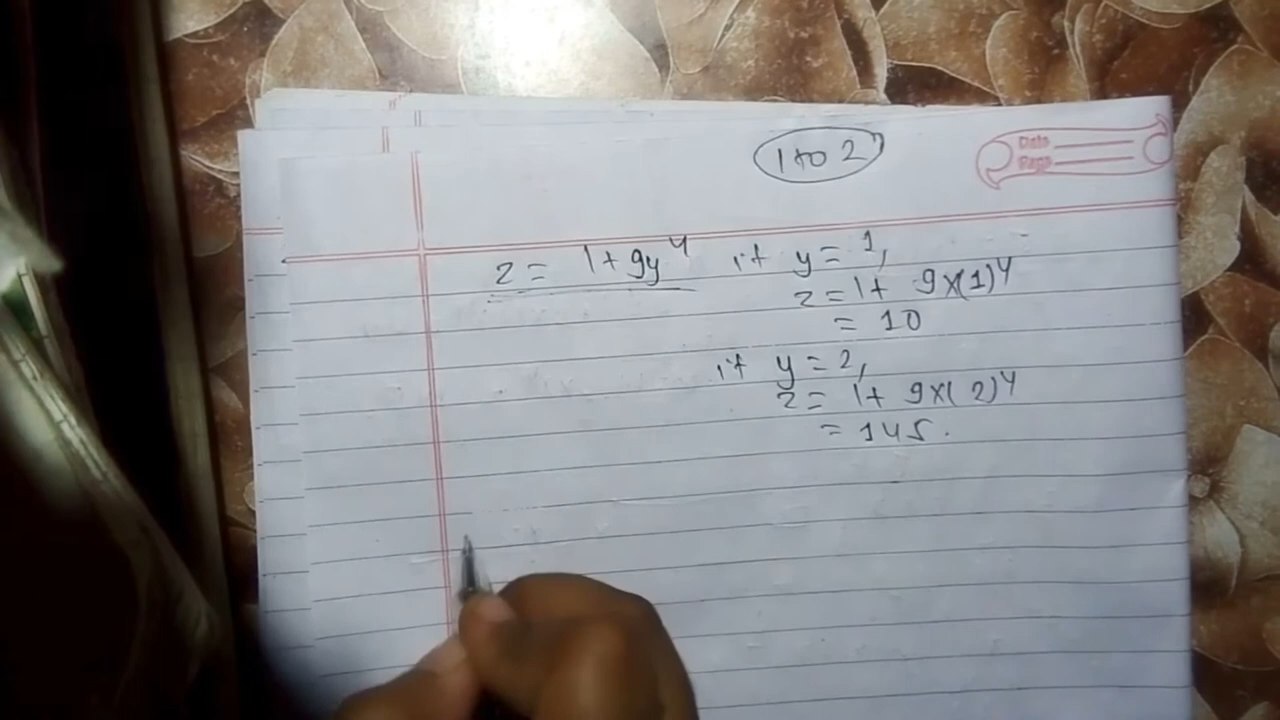 1 to 2
Date
Page
z = 1+9y⁴ if y = 1,
z = 1+ 9×(1)⁴
= 10
if y = 2,
z = 1+ 9×(2)⁴
= 145.